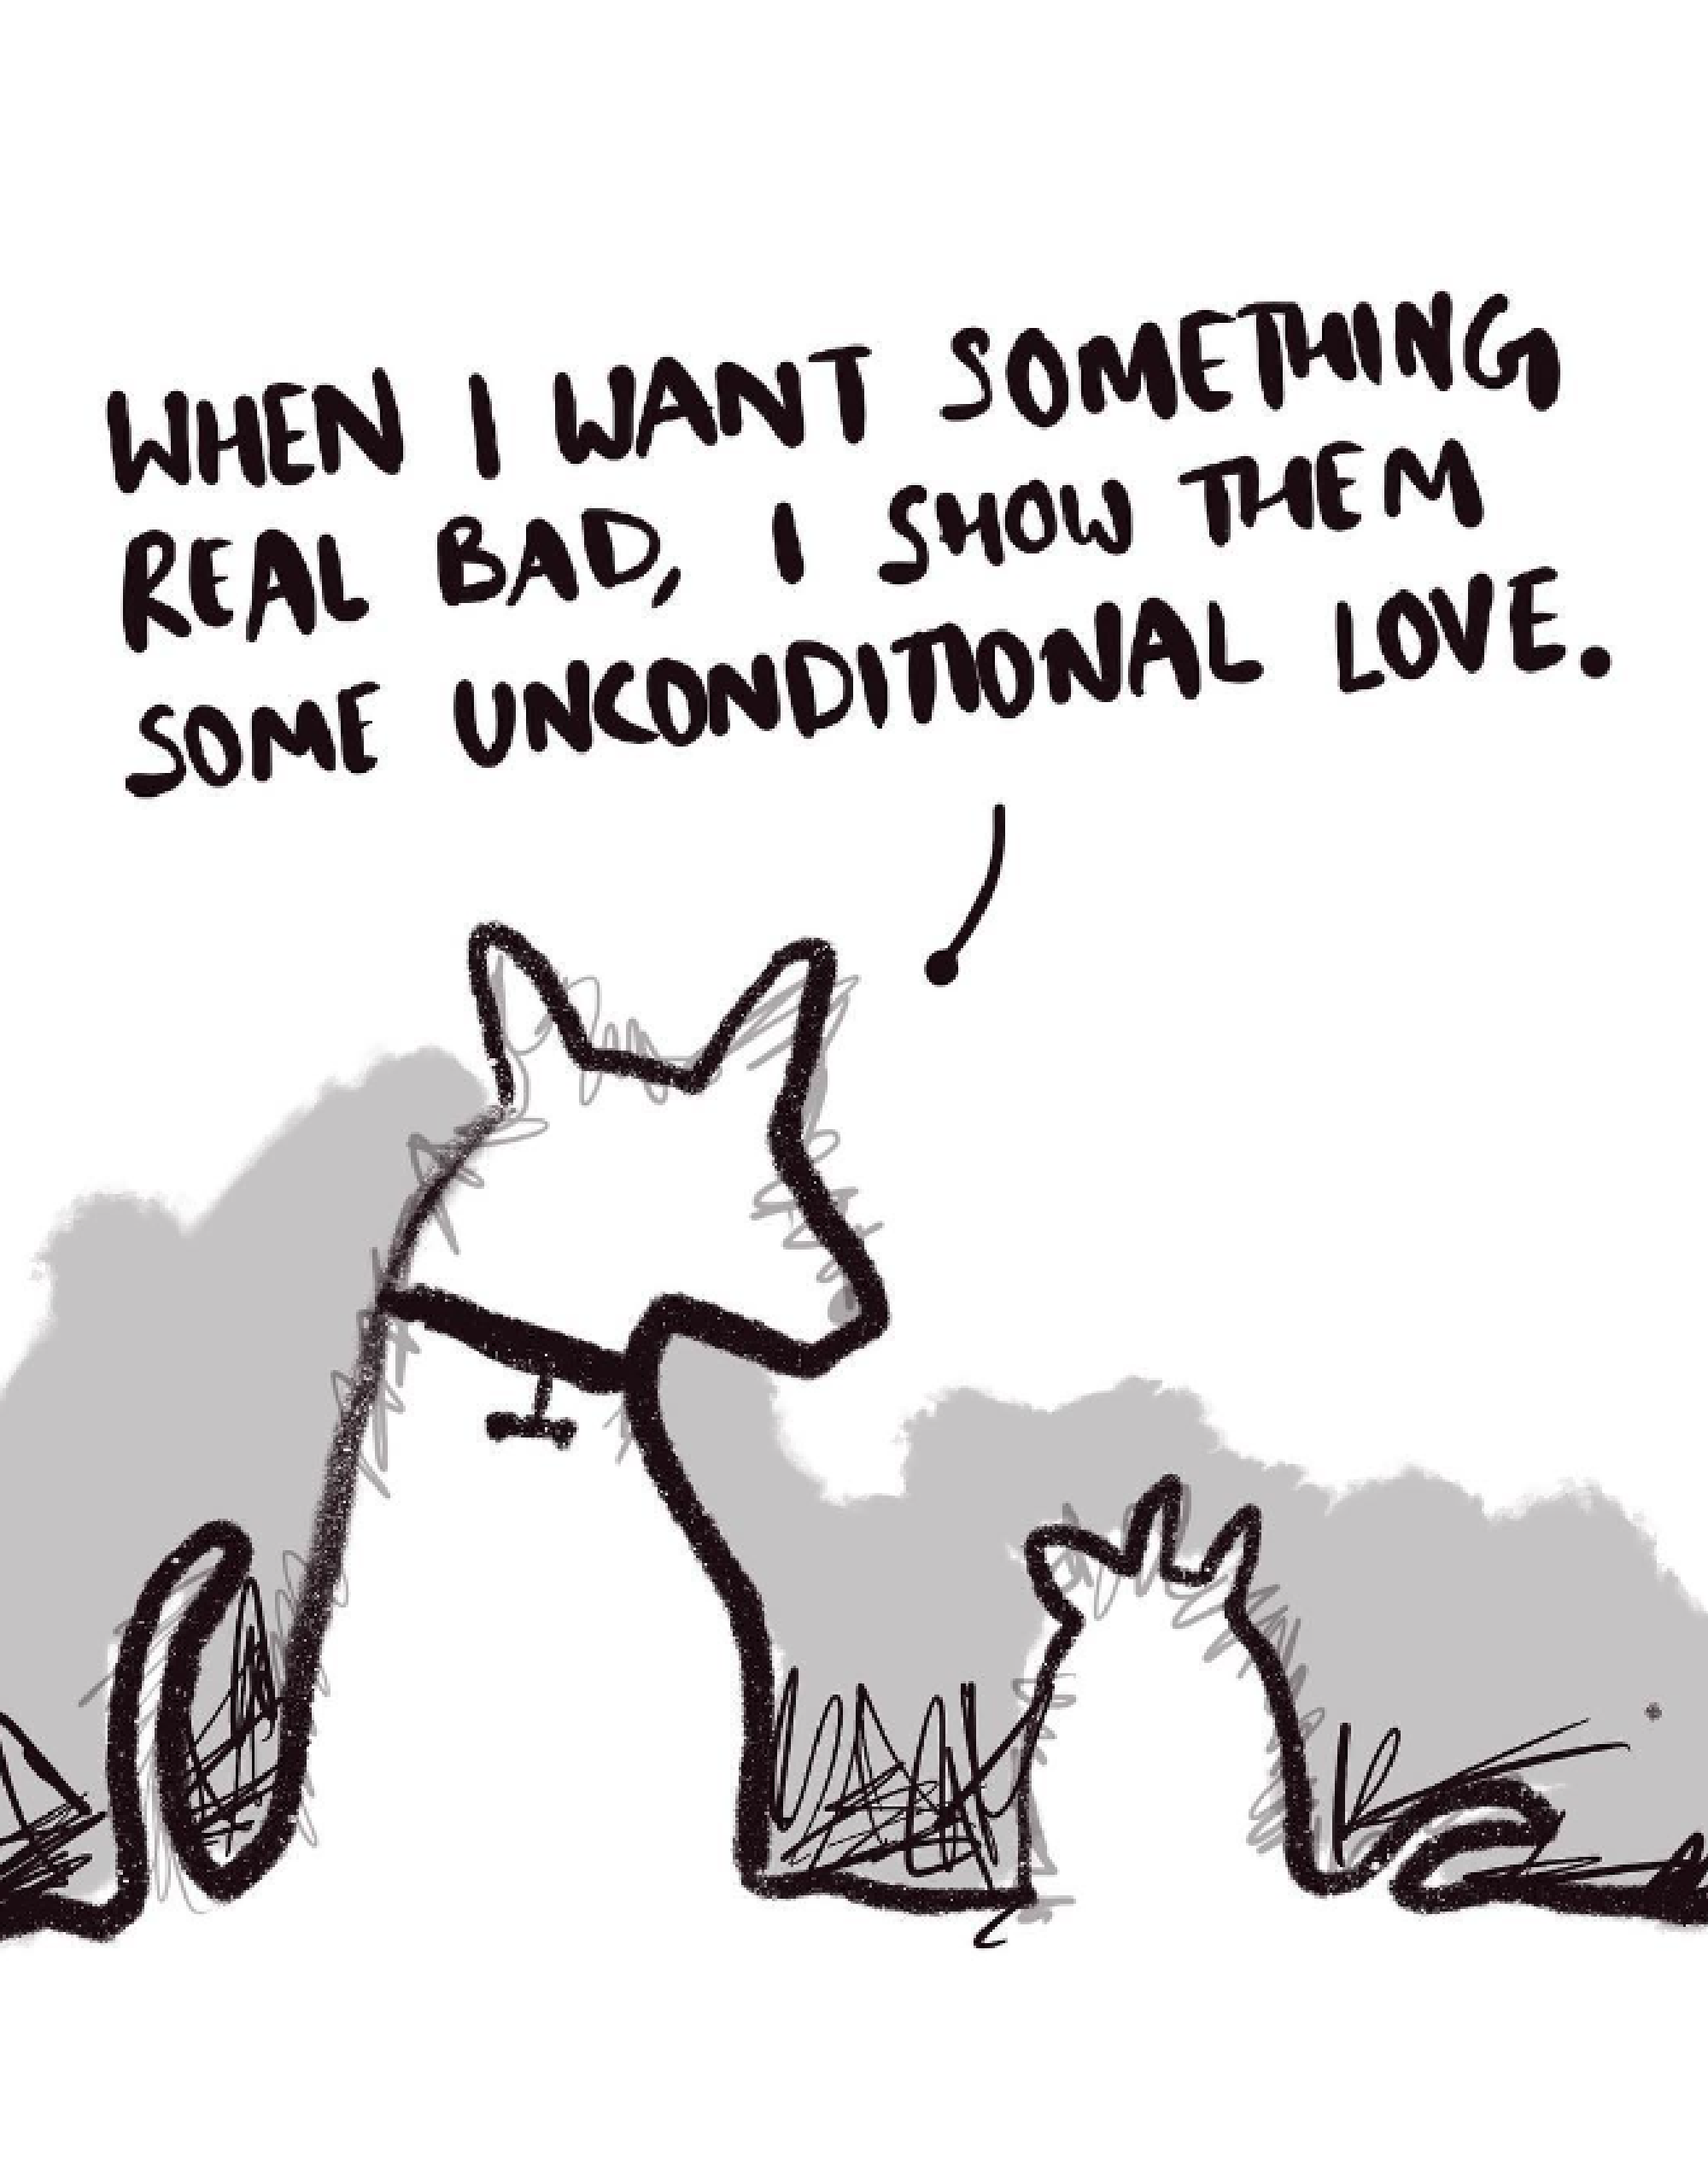 WHEN I WANT SOMETHING
REAL BAD, I SHOW THEM
SOME UNCONDITIONAL LOVE.